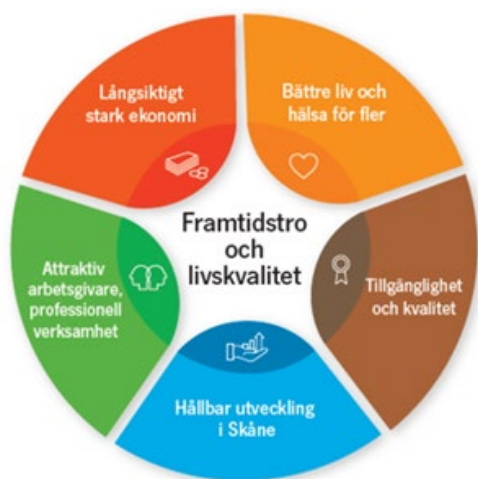 Långsiktigt
stark ekonomi
Bättre liv och
hälsa för fler
Framtidstro
och
livskvalitet
Attraktiv
arbetsgivare,
professionell
verksamhet
Tillgänglighet
och kvalitet
Hållbar utveckling
i Skåne